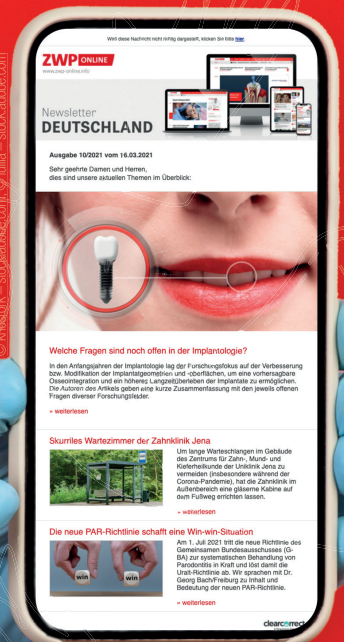 Wird diese Nachricht nicht richtig dargestellt, klicken Sie bitte hier.
ZWP ONLINE
www.zwp-online.info
Newsletter
DEUTSCHLAND
Ausgabe 10/2021 vom 16.03.2021
Sehr geehrte Damen und Herren,
dies sind unsere aktuellen Themen im Überblick:
Welche Fragen sind noch offen in der Implantologie?
In den Anfangsjahren der Implantologie lag der Forschungsfokus auf der Verbesserung
bzw. Modifikation der Implantatgeometrien und -oberflächen, um eine vorhersagbare
Osseointegration und ein höheres Langzeitüberleben der Implantate zu ermöglichen.
Die Autoren des Artikels geben eine kurze Zusammenfassung mit den jeweils offenen
Fragen diverser Forschungsfelder.
» weiterlesen
Skurriles Wartezimmer der Zahnklinik Jena
Um lange Warteschlangen im Gebäude
des Zentrums für Zahn-, Mund- und
Kieferheilkunde der Uniklinik Jena zu
vermeiden (insbesondere während der
Corona-Pandemie), hat die Zahnklinik im
Außenbereich eine gläserne Kabine auf
dem Fußweg errichten lassen.
» weiterlesen
Die neue PAR-Richtlinie schafft eine Win-win-Situation
win
win
Am 1. Juli 2021 tritt die neue Richtlinie des
Gemeinsamen Bundesausschusses (G-
BA) zur systematischen Behandlung von
Parodontitis in Kraft und löst damit die
Uralt-Richtlinie ab. Wir sprachen mit Dr.
Georg Bach/Freiburg zu Inhalt und
Bedeutung der neuen PAR-Richtlinie.
» weiterlesen
clearcorrect